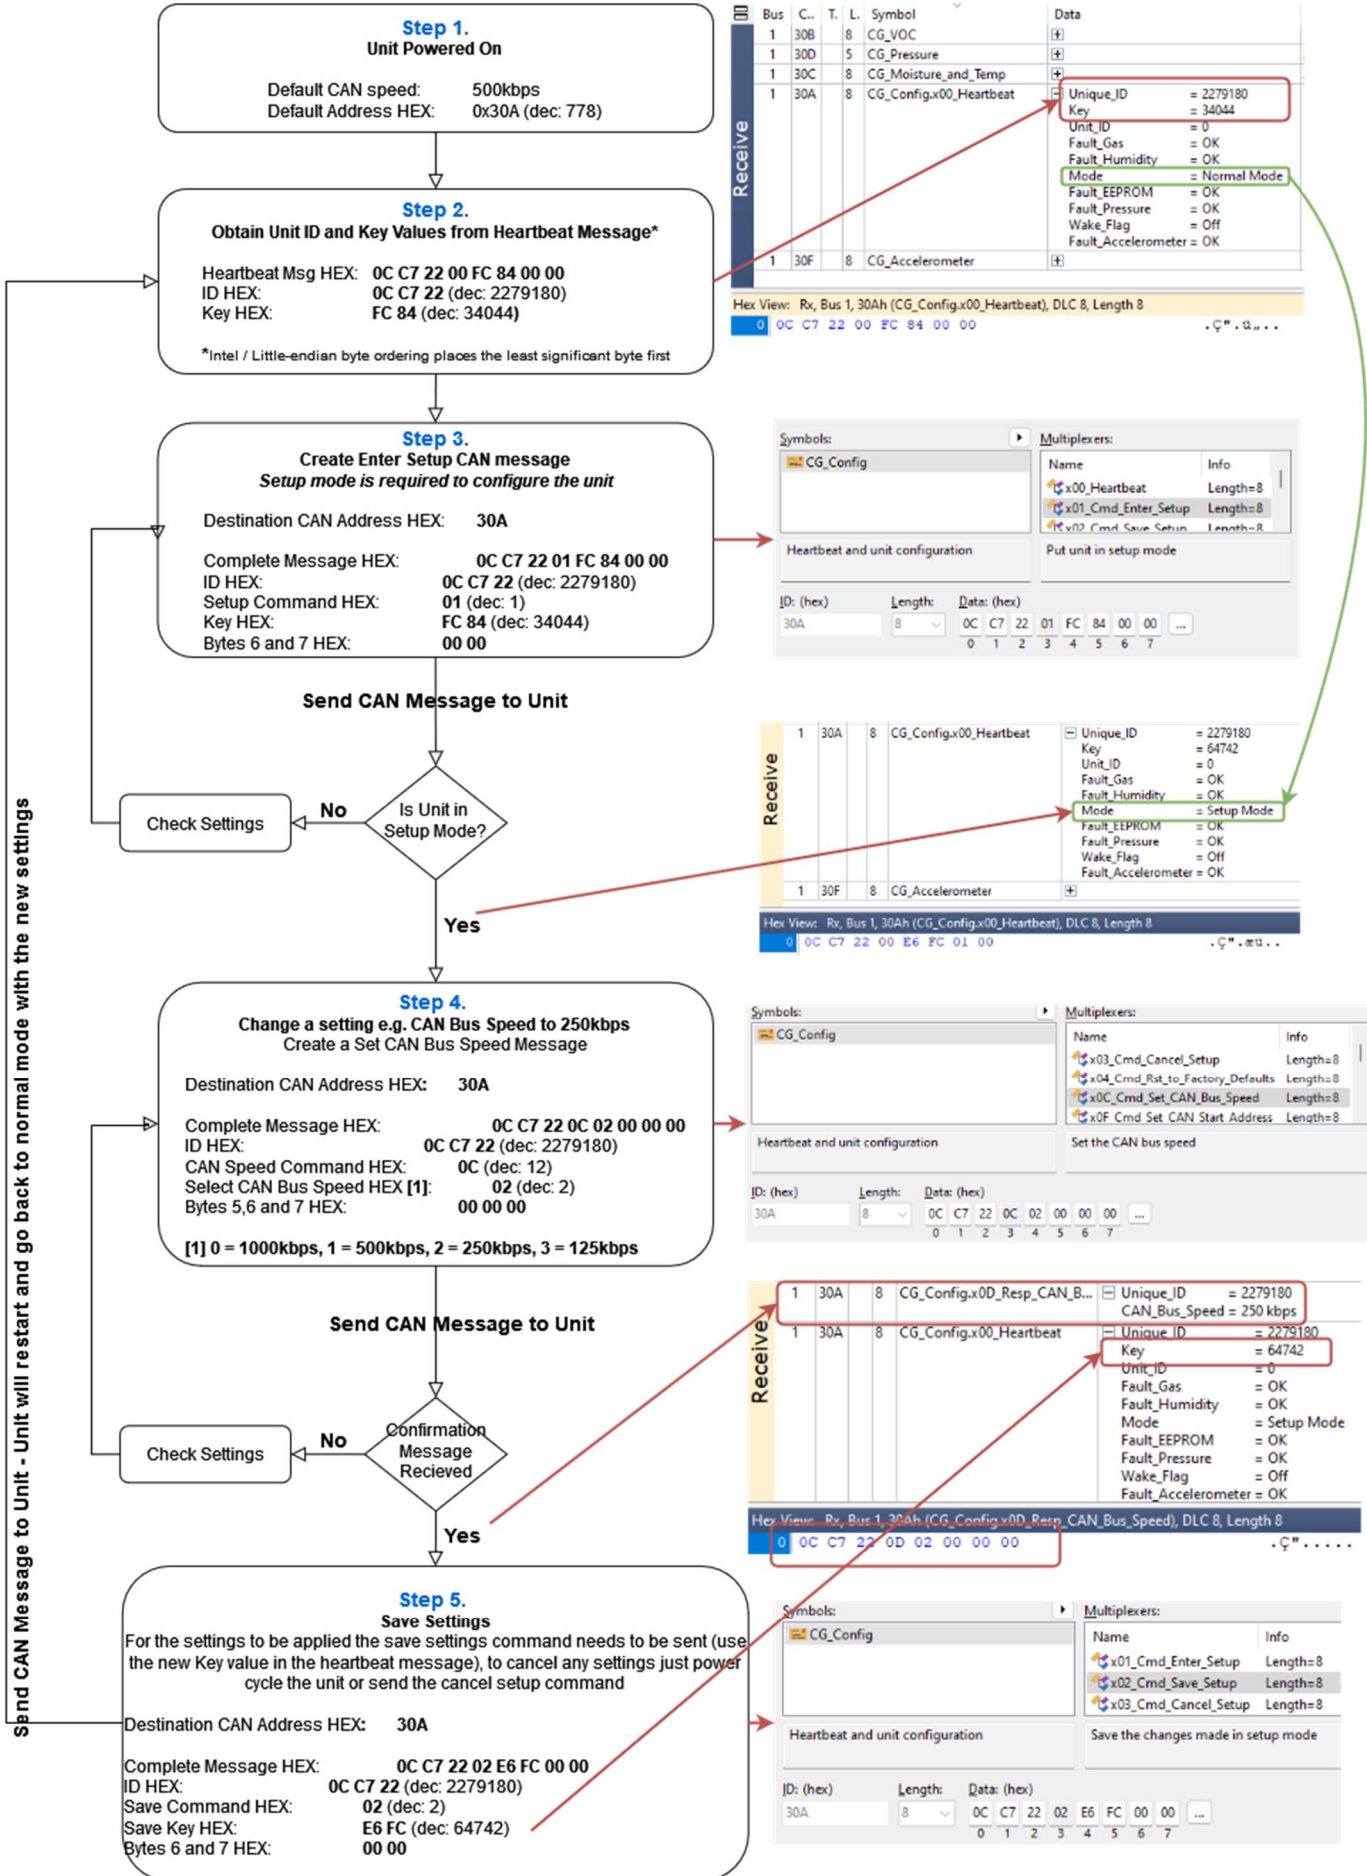 Step 1.
Unit Powered On
Default CAN speed: 500kbps
Default Address HEX: 0x30A (dec: 778)
Step 2.
Obtain Unit ID and Key Values from Heartbeat Message*
Heartbeat Msg HEX: 0C C7 22 00 FC 84 00 00
ID HEX: 0C C7 22 (dec: 2279180)
Key HEX: FC 84 (dec: 34044)
*Intel / Little-endian byte ordering places the least significant byte first
Step 3.
Create Enter Setup CAN message
Setup mode is required to configure the unit
Destination CAN Address HEX: 30A
Complete Message HEX: 0C C7 22 01 FC 84 00 00
ID HEX: 0C C7 22 (dec: 2279180)
Setup Command HEX: 01 (dec: 1)
Key HEX: FC 84 (dec: 34044)
Bytes 6 and 7 HEX: 00 00
Send CAN Message to Unit
Is Unit in
Setup Mode?
No
Check Settings
Yes
Step 4.
Change a setting e.g. CAN Bus Speed to 250kbps
Create a Set CAN Bus Speed Message
Destination CAN Address HEX: 30A
Complete Message HEX: 0C C7 22 0C 02 00 00 00
ID HEX: 0C C7 22 (dec: 2279180)
CAN Speed Command HEX: 0C (dec: 12)
Select CAN Bus Speed HEX [1]: 02 (dec: 2)
Bytes 5,6 and 7 HEX: 00 00 00
[1] 0 = 1000kbps, 1 = 500kbps, 2 = 250kbps, 3 = 125kbps
Send CAN Message to Unit
Confirmation
Message
Recieved
No
Check Settings
Yes
Step 5.
Save Settings
For the settings to be applied the save settings command needs to be sent (use
the new Key value in the heartbeat message), to cancel any settings just power
cycle the unit or send the cancel setup command
Destination CAN Address HEX: 30A
Complete Message HEX: 0C C7 22 02 E6 FC 00 00
ID HEX: 0C C7 22 (dec: 2279180)
Save Command HEX: 02 (dec: 2)
Save Key HEX: E6 FC (dec: 64742)
Bytes 6 and 7 HEX: 00 00
Send CAN Message to Unit - Unit will restart and go back to normal mode with the new settings
Bus C.. T. L. Symbol Data
Receive
1 30B 8 CG_VOC
1 30D 5 CG_Pressure
1 30C 8 CG_Moisture_and_Temp
1 30A 8 CG_Config.x00_Heartbeat Unique_ID = 2279180
Key = 34044
Unit_ID = 0
Fault_Gas = OK
Fault_Humidity = OK
Mode = Normal Mode
Fault_EEPROM = OK
Fault_Pressure = OK
Wake_Flag = Off
Fault_Accelerometer = OK
1 30F 8 CG_Accelerometer
Hex View: Rx, Bus 1, 30Ah (CG_Config.x00_Heartbeat), DLC 8, Length 8
0 0C C7 22 00 FC 84 00 00 .Ç".ü„..
Symbols: Multiplexers:
CG_Config
Name Info
x00_Heartbeat Length=8
x01_Cmd_Enter_Setup Length=8
x02_Cmd_Save_Setup Length=8
Heartbeat and unit configuration Put unit in setup mode
ID: (hex) Length: Data: (hex)
30A 8 0C C7 22 01 FC 84 00 00 ...
0 1 2 3 4 5 6 7
Receive
1 30A 8 CG_Config.x00_Heartbeat Unique_ID = 2279180
Key = 64742
Unit_ID = 0
Fault_Gas = OK
Fault_Humidity = OK
Mode = Setup Mode
Fault_EEPROM = OK
Fault_Pressure = OK
Wake_Flag = Off
Fault_Accelerometer = OK
1 30F 8 CG_Accelerometer
Hex View: Rx, Bus 1, 30Ah (CG_Config.x00_Heartbeat), DLC 8, Length 8
0 0C C7 22 00 E6 FC 01 00 .Ç".æü..
Symbols: Multiplexers:
CG_Config
Name Info
x03_Cmd_Cancel_Setup Length=8
x04_Cmd_Rst_to_Factory_Defaults Length=8
x0C_Cmd_Set_CAN_Bus_Speed Length=8
x0F_Cmd_Set_CAN_Start_Address Length=8
Heartbeat and unit configuration Set the CAN bus speed
ID: (hex) Length: Data: (hex)
30A 8 0C C7 22 0C 02 00 00 00 ...
0 1 2 3 4 5 6 7
Receive
1 30A 8 CG_Config.x0D_Resp_CAN_B... Unique_ID = 2279180
CAN_Bus_Speed = 250 kbps
1 30A 8 CG_Config.x00_Heartbeat Unique_ID = 2279180
Key = 64742
Unit_ID = 0
Fault_Gas = OK
Fault_Humidity = OK
Mode = Setup Mode
Fault_EEPROM = OK
Fault_Pressure = OK
Wake_Flag = Off
Fault_Accelerometer = OK
Hex View: Rx, Bus 1, 30Ah (CG_Config.x0D_Resp_CAN_Bus_Speed), DLC 8, Length 8
0 0C C7 22 0D 02 00 00 00 .Ç".....
Symbols: Multiplexers:
CG_Config
Name Info
x01_Cmd_Enter_Setup Length=8
x02_Cmd_Save_Setup Length=8
x03_Cmd_Cancel_Setup Length=8
Heartbeat and unit configuration Save the changes made in setup mode
ID: (hex) Length: Data: (hex)
30A 8 0C C7 22 02 E6 FC 00 00 ...
0 1 2 3 4 5 6 7